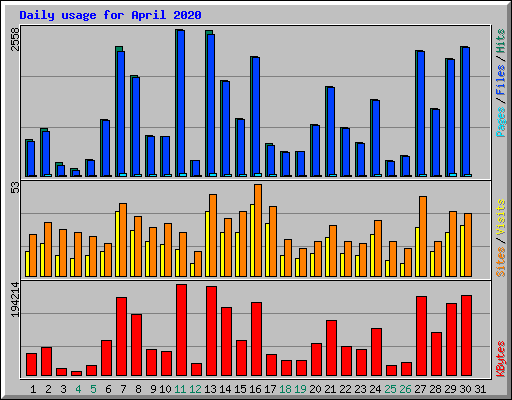 Daily usage for April 2020
2558
Pages / Files / Hits
53
Sites / Visits
194214
KBytes
1 2 3 4 5 6 7 8 9 10 11 12 13 14 15 16 17 18 19 20 21 22 23 24 25 26 27 28 29 30 31